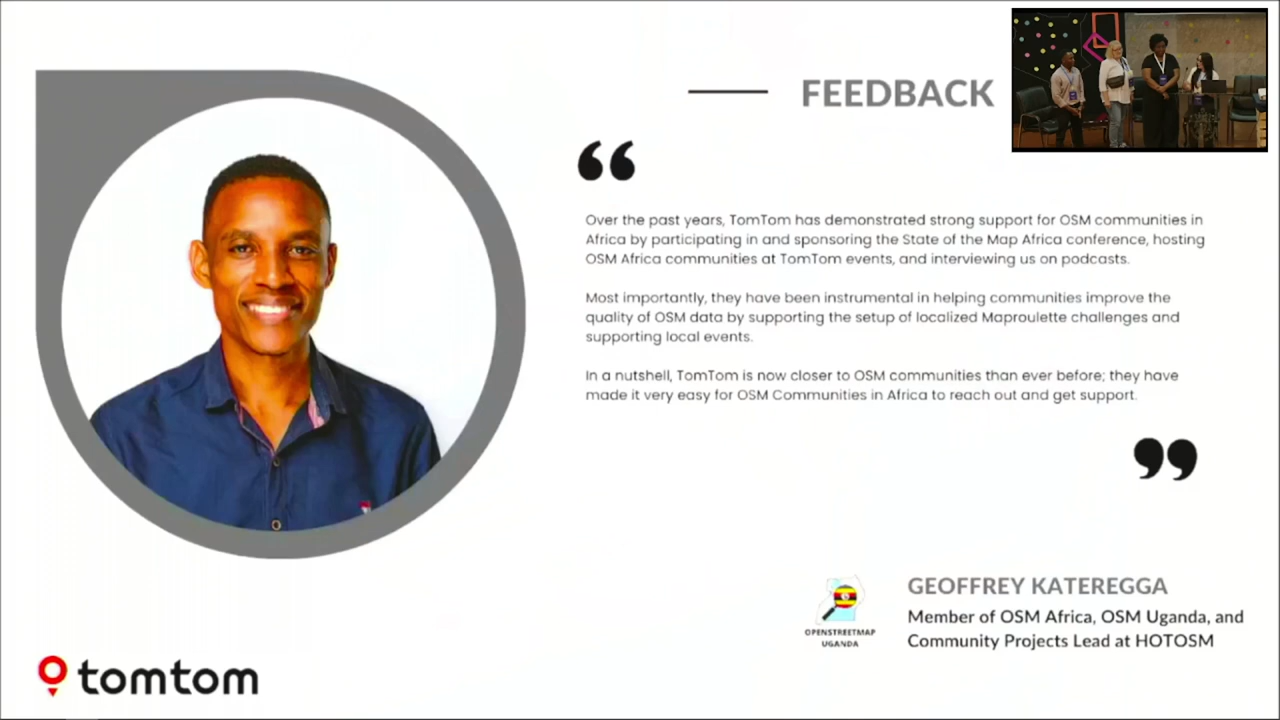 FEEDBACK
Over the past years, TomTom has demonstrated strong support for OSM communities in
Africa by participating in and sponsoring the State of the Map Africa conference, hosting
OSM Africa communities at TomTom events, and interviewing us on podcasts.
Most importantly, they have been instrumental in helping communities improve the
quality of OSM data by supporting the setup of localized Maproulette challenges and
supporting local events.
In a nutshell, TomTom is now closer to OSM communities than ever before; they have
made it very easy for OSM Communities in Africa to reach out and get support.
OPENSTREETMAP
UGANDA
GEOFFREY KATEREGGA
Member of OSM Africa, OSM Uganda, and
Community Projects Lead at HOTOSM
tomtom